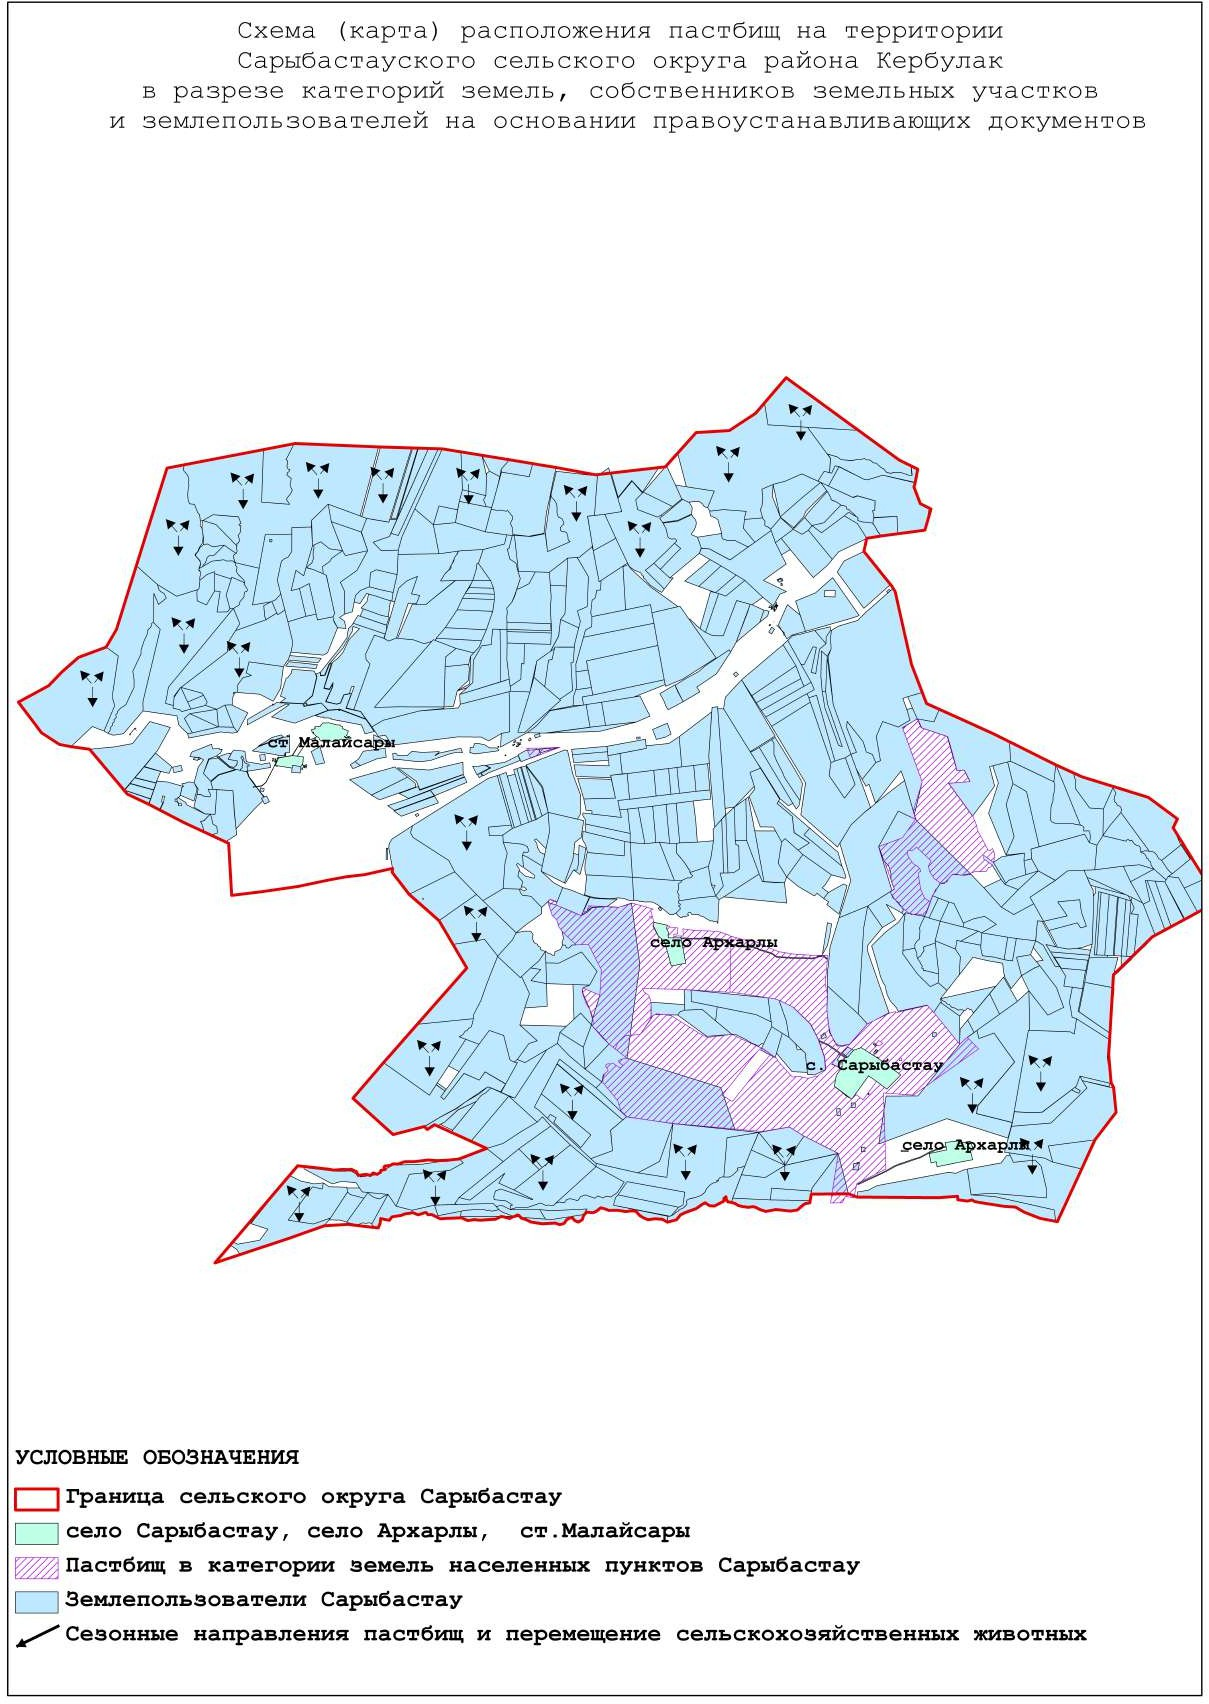 Схема (карта) расположения пастбищ на территории
Сарыбастауского сельского округа района Кербулак
в разрезе категорий земель, собственников земельных участков
и землепользователей на основании правоустанавливающих документов
ст Малайсары
село Архарлы
с. Сарыбастау
село Архарлы
УСЛОВНЫЕ ОБОЗНАЧЕНИЯ
Граница сельского округа Сарыбастау
село Сарыбастау, село Архарлы, ст.Малайсары
Пастбищ в категории земель населенных пунктов Сарыбастау
Землепользователи Сарыбастау
Сезонные направления пастбищ и перемещение сельскохозяйственных животных